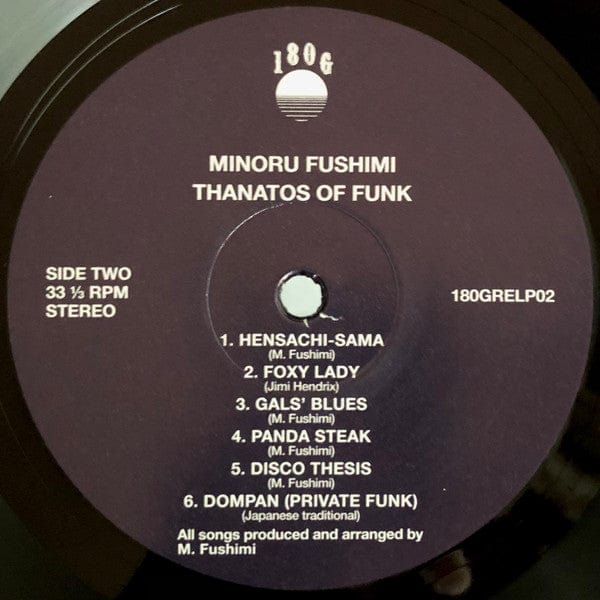 180G
MINORU FUSHIMI
THANATOS OF FUNK
SIDE TWO
33 ⅓ RPM
STEREO
180GRELP02
1. HENSACHI-SAMA
(M. Fushimi)
2. FOXY LADY
(Jimi Hendrix)
3. GALS’ BLUES
(M. Fushimi)
4. PANDA STEAK
(M. Fushimi)
5. DISCO THESIS
(M. Fushimi)
6. DOMPAN (PRIVATE FUNK)
(Japanese traditional)
All songs produced and arranged by
M. Fushimi